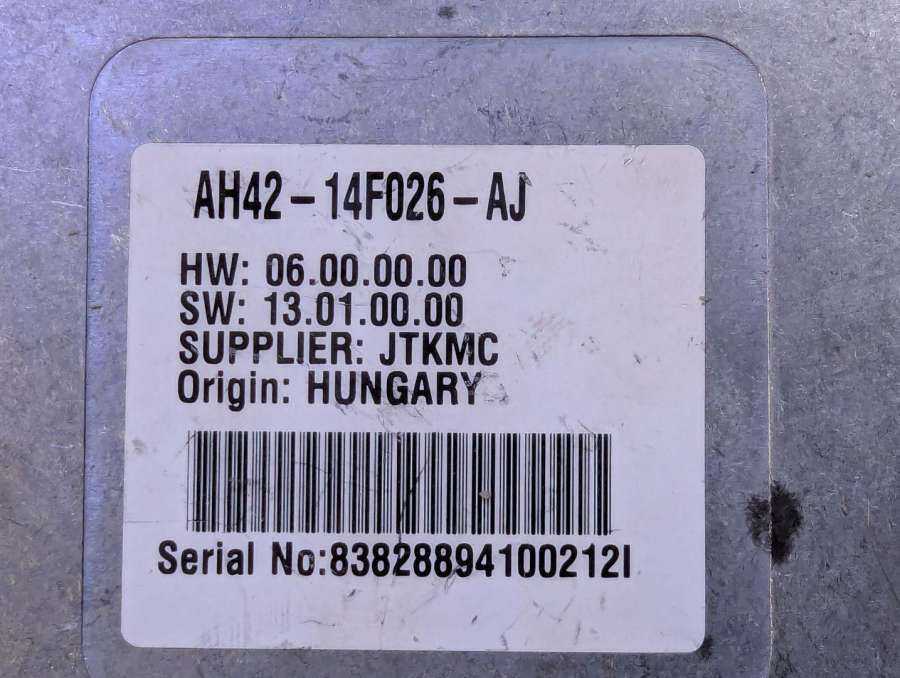 AH42-14F026-AJ
HW: 06.00.00.00
SW: 13.01.00.00
SUPPLIER: JTKMC
Origin: HUNGARY
Serial No:83828894100212I